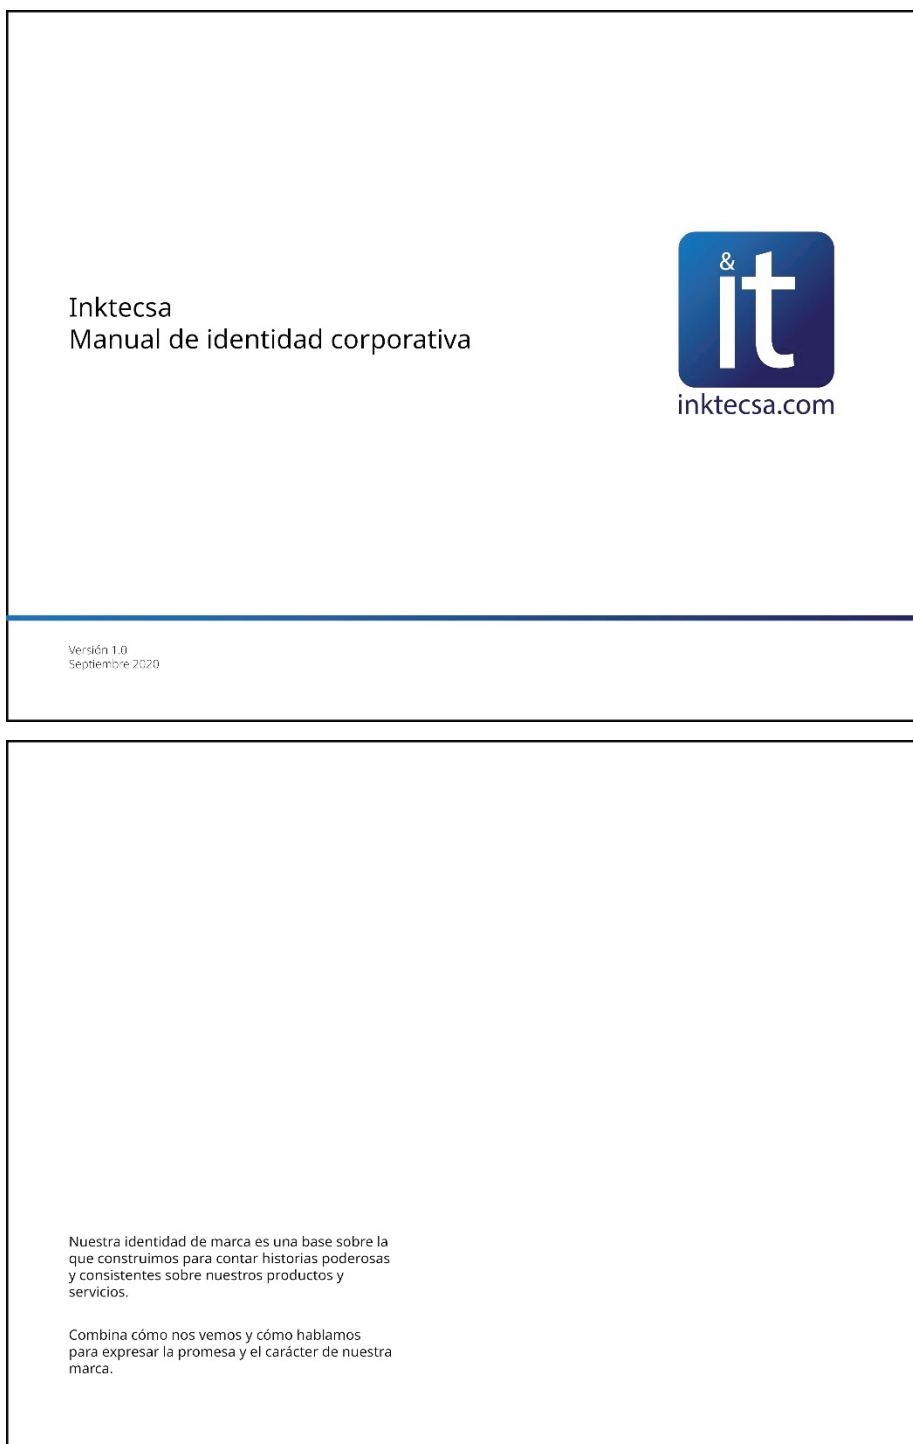 Inktecsa
Manual de identidad corporativa
&
it
inktecsa.com
Versión 1.0
Septiembre 2020
Nuestra identidad de marca es una base sobre la
que construimos para contar historias poderosas
y consistentes sobre nuestros productos y
servicios.
Combina cómo nos vemos y cómo hablamos
para expresar la promesa y el carácter de nuestra
marca.